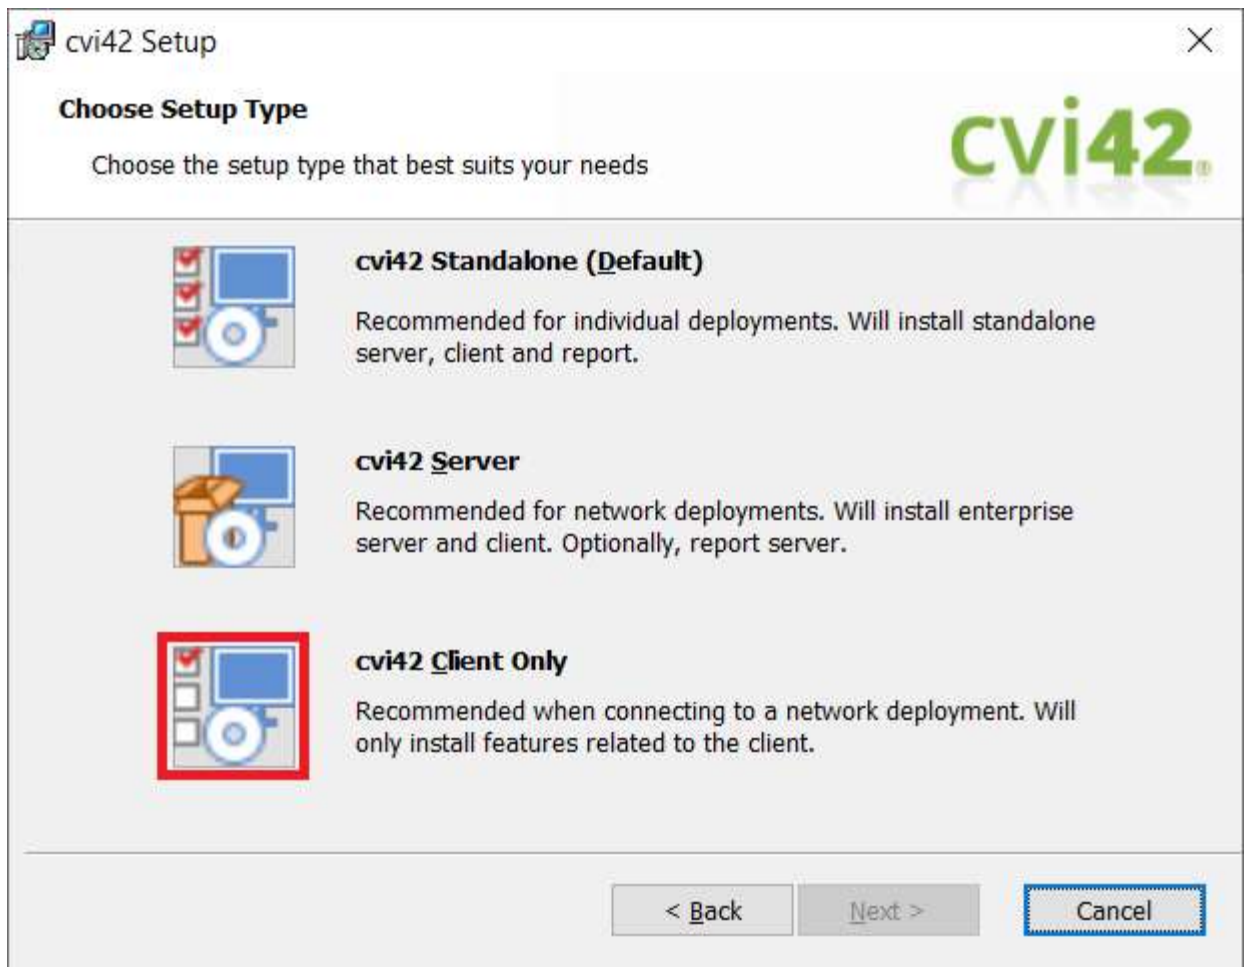 cvi42 Setup
Choose Setup Type
Choose the setup type that best suits your needs
cvi42®
cvi42 Standalone (Default)
Recommended for individual deployments. Will install standalone
server, client and report.
cvi42 Server
Recommended for network deployments. Will install enterprise
server and client. Optionally, report server.
cvi42 Client Only
Recommended when connecting to a network deployment. Will
only install features related to the client.
< Back
Next >
Cancel